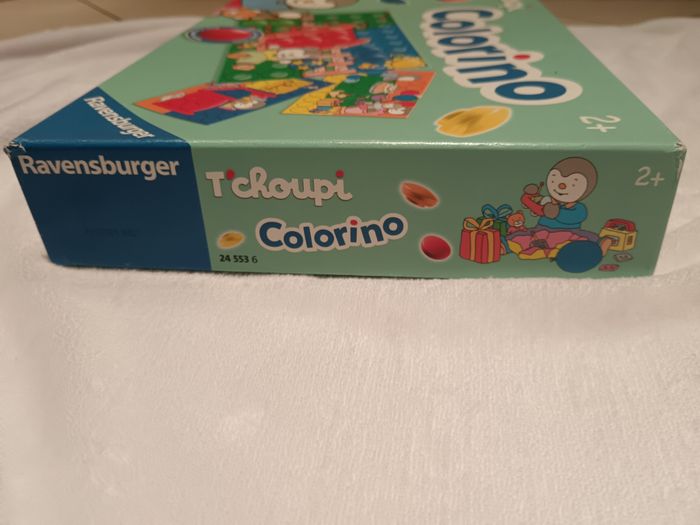 Colorino
2+
Ravensburger
Ravensburger
T'choupi
2+
Colorino
24 553 6